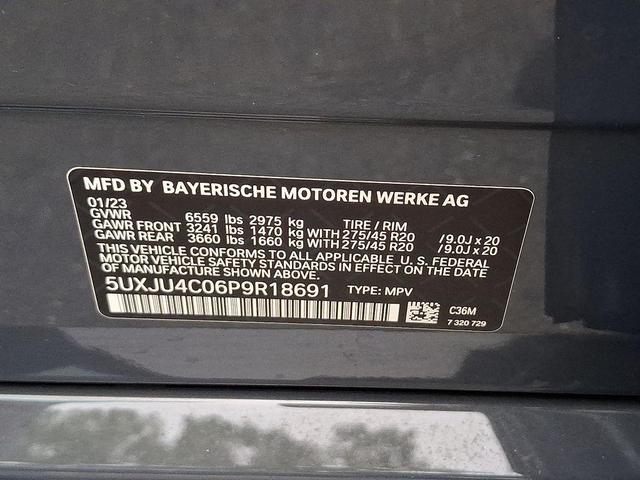 MFD BY BAYERISCHE MOTOREN WERKE AG
01/23
GVWR 6559 lbs 2975 kg TIRE / RIM
GAWR FRONT 3241 lbs 1470 kg WITH 275/45 R20 / 9.0J x 20
GAWR REAR 3660 lbs 1660 kg WITH 275/45 R20 / 9.0J x 20
THIS VEHICLE CONFORMS TO ALL APPLICABLE U.S. FEDERAL
MOTOR VEHICLE SAFETY STANDARDS IN EFFECT ON THE DATE
OF MANUFACTURE SHOWN ABOVE.
5UXJU4C06P9R18691 TYPE: MPV
C36M
7 320 729